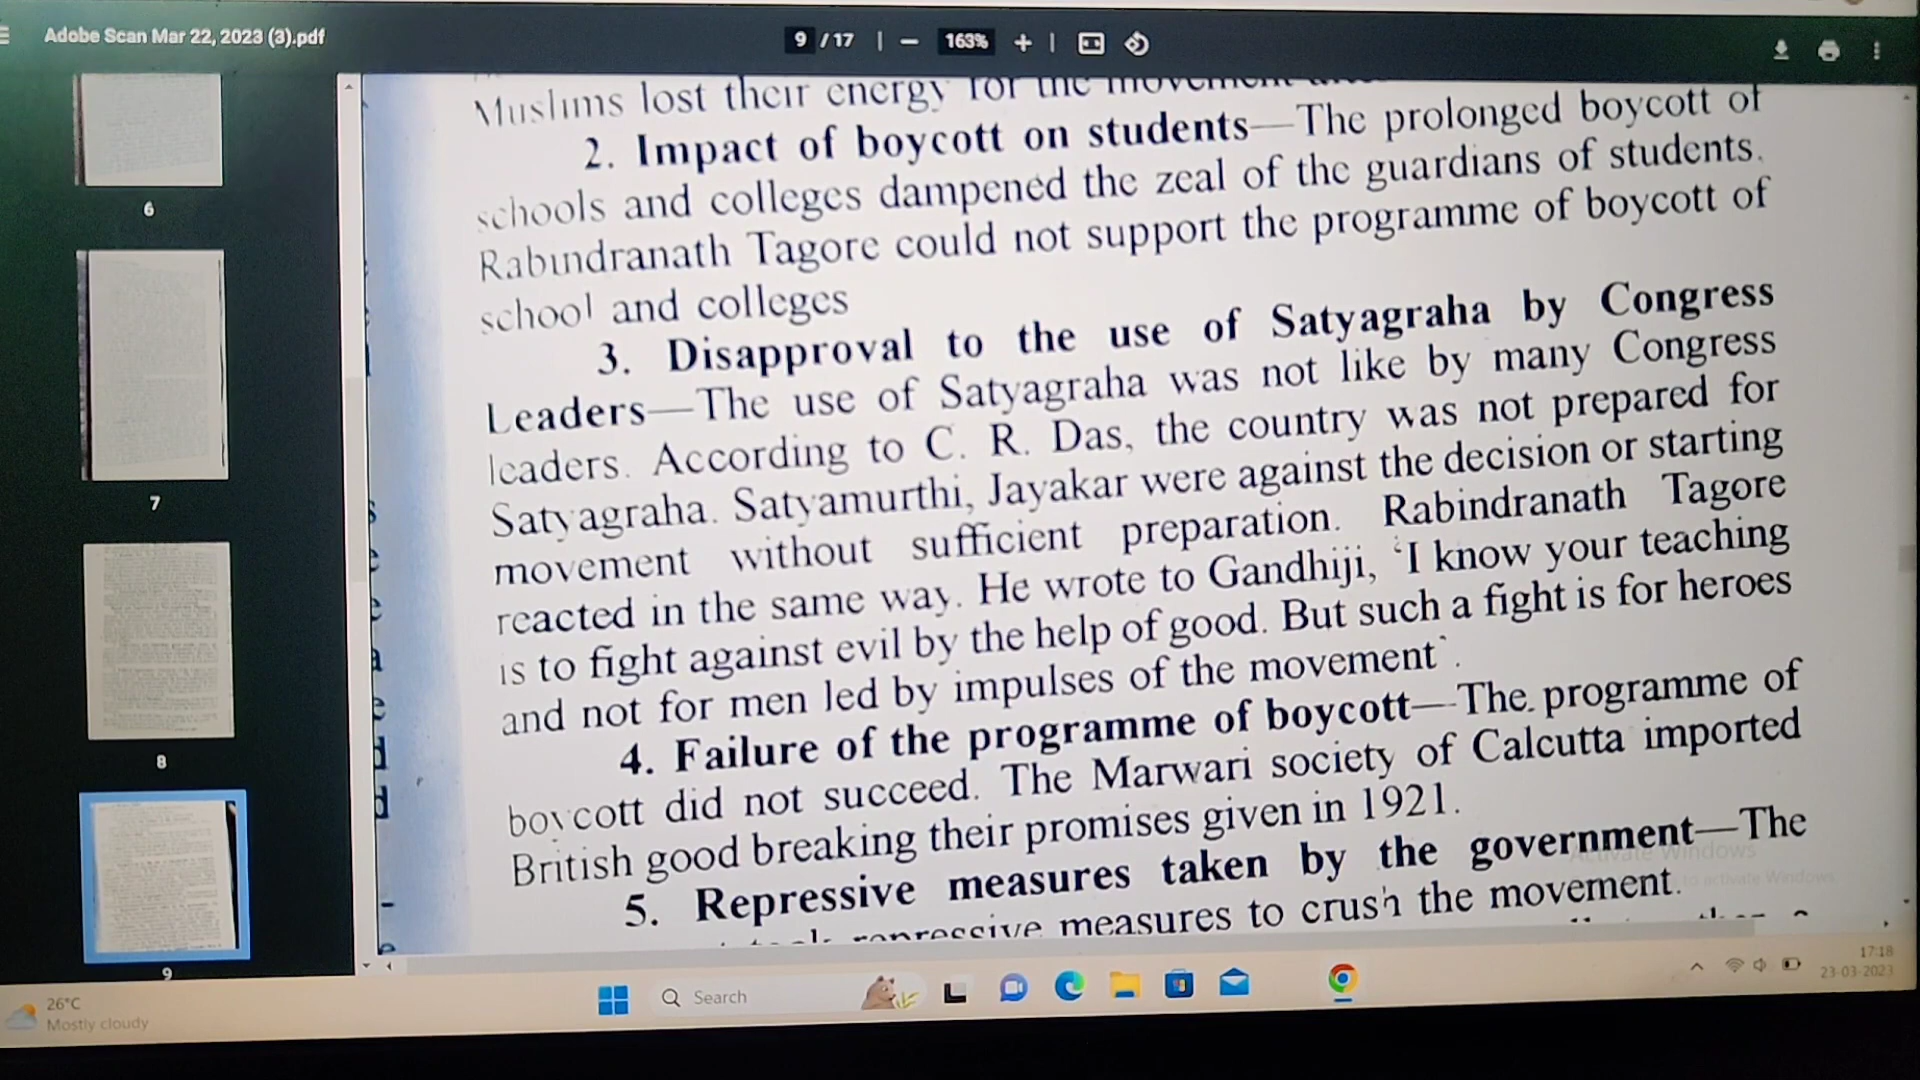 Adobe Scan Mar 22, 2023 (3).pdf
9 / 17 | — 163% + |
6
7
8
9
Muslims lost their energy for the movement
2. Impact of boycott on students—The prolonged boycott of
schools and colleges dampened the zeal of the guardians of students.
Rabindranath Tagore could not support the programme of boycott of
school and colleges
3. Disapproval to the use of Satyagraha by Congress
Leaders—The use of Satyagraha was not like by many Congress
leaders. According to C. R. Das, the country was not prepared for
Satyagraha. Satyamurthi, Jayakar were against the decision or starting
movement without sufficient preparation. Rabindranath Tagore
reacted in the same way. He wrote to Gandhiji, 'I know your teaching
is to fight against evil by the help of good. But such a fight is for heroes
and not for men led by impulses of the movement'.
4. Failure of the programme of boycott—The programme of
boycott did not succeed. The Marwari society of Calcutta imported
British good breaking their promises given in 1921.
5. Repressive measures taken by the government—The
repressive measures to crush the movement.
Activate Windows
to activate Windows
26°C
Mostly cloudy
Search
17:18
23-03-2023